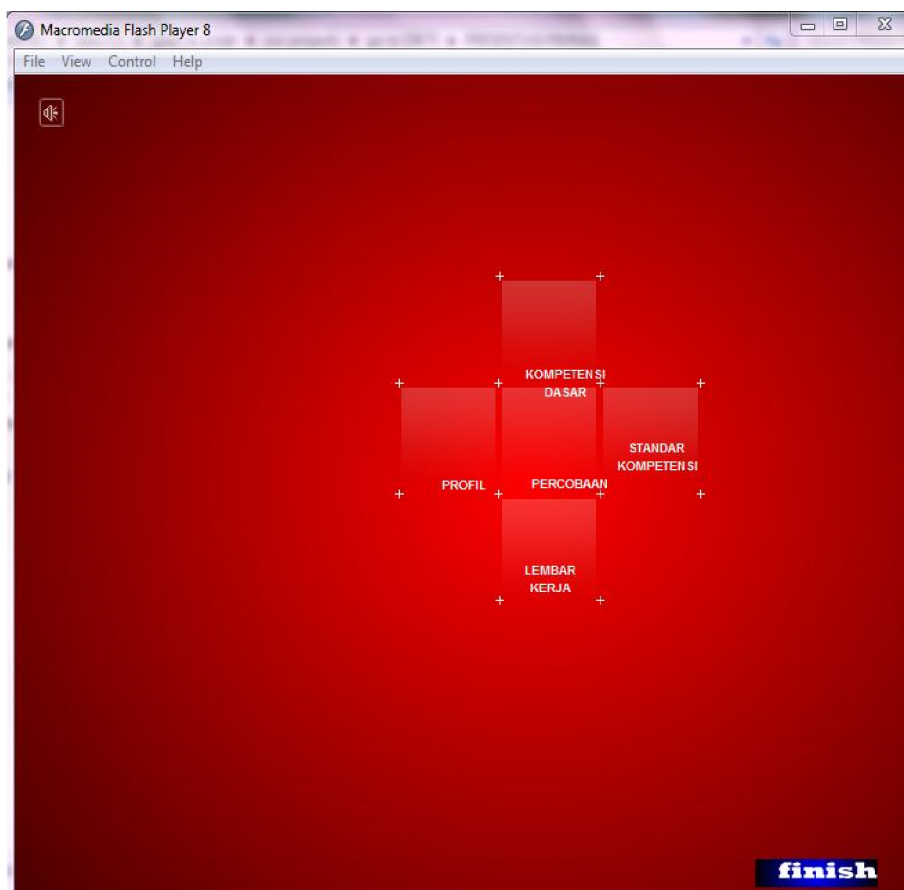 Macromedia Flash Player 8
File View Control Help
KOMPETENSI
DASAR
STANDAR
KOMPETENSI
PROFIL
PERCOBAAN
LEMBAR
KERJA
finish